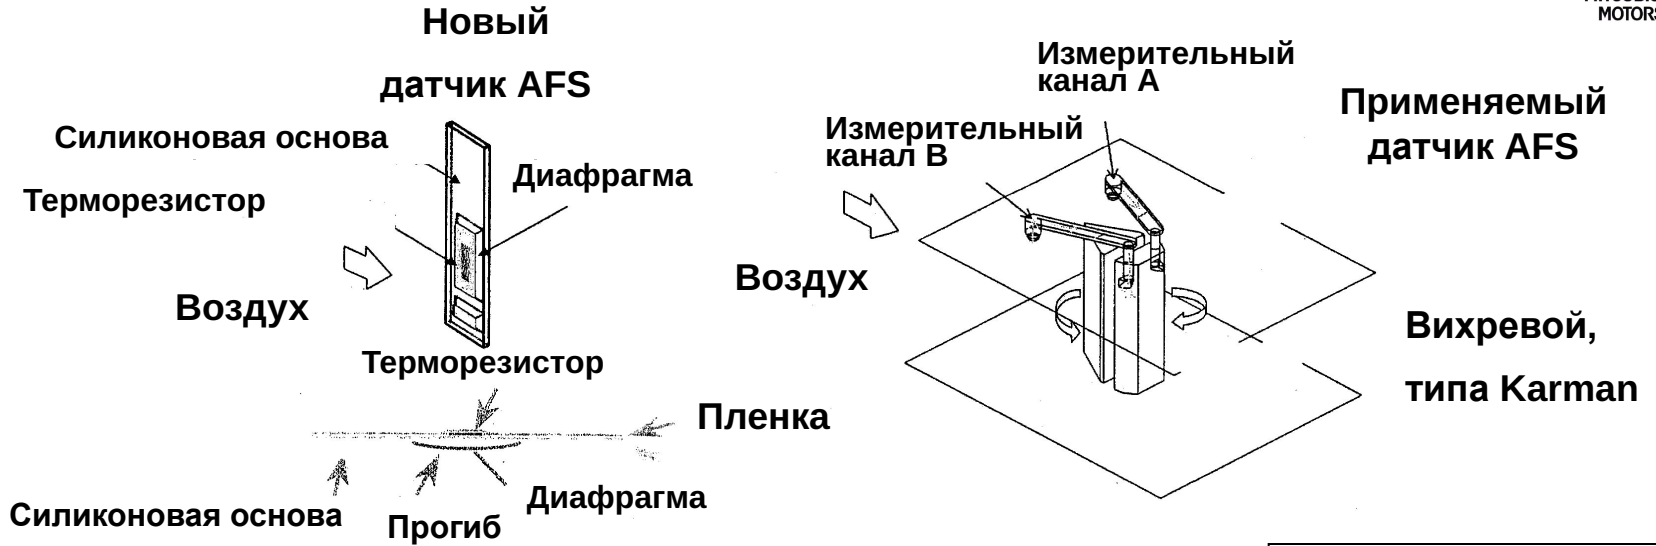 MOTORS
Новый
датчик AFS
Силиконовая основа
Терморезистор
Диафрагма
Воздух
Терморезистор
Пленка
Силиконовая основа
Прогиб
Диафрагма
Измерительный
канал А
Измерительный
канал В
Воздух
Применяемый
датчик AFS
Вихревой,
типа Karman